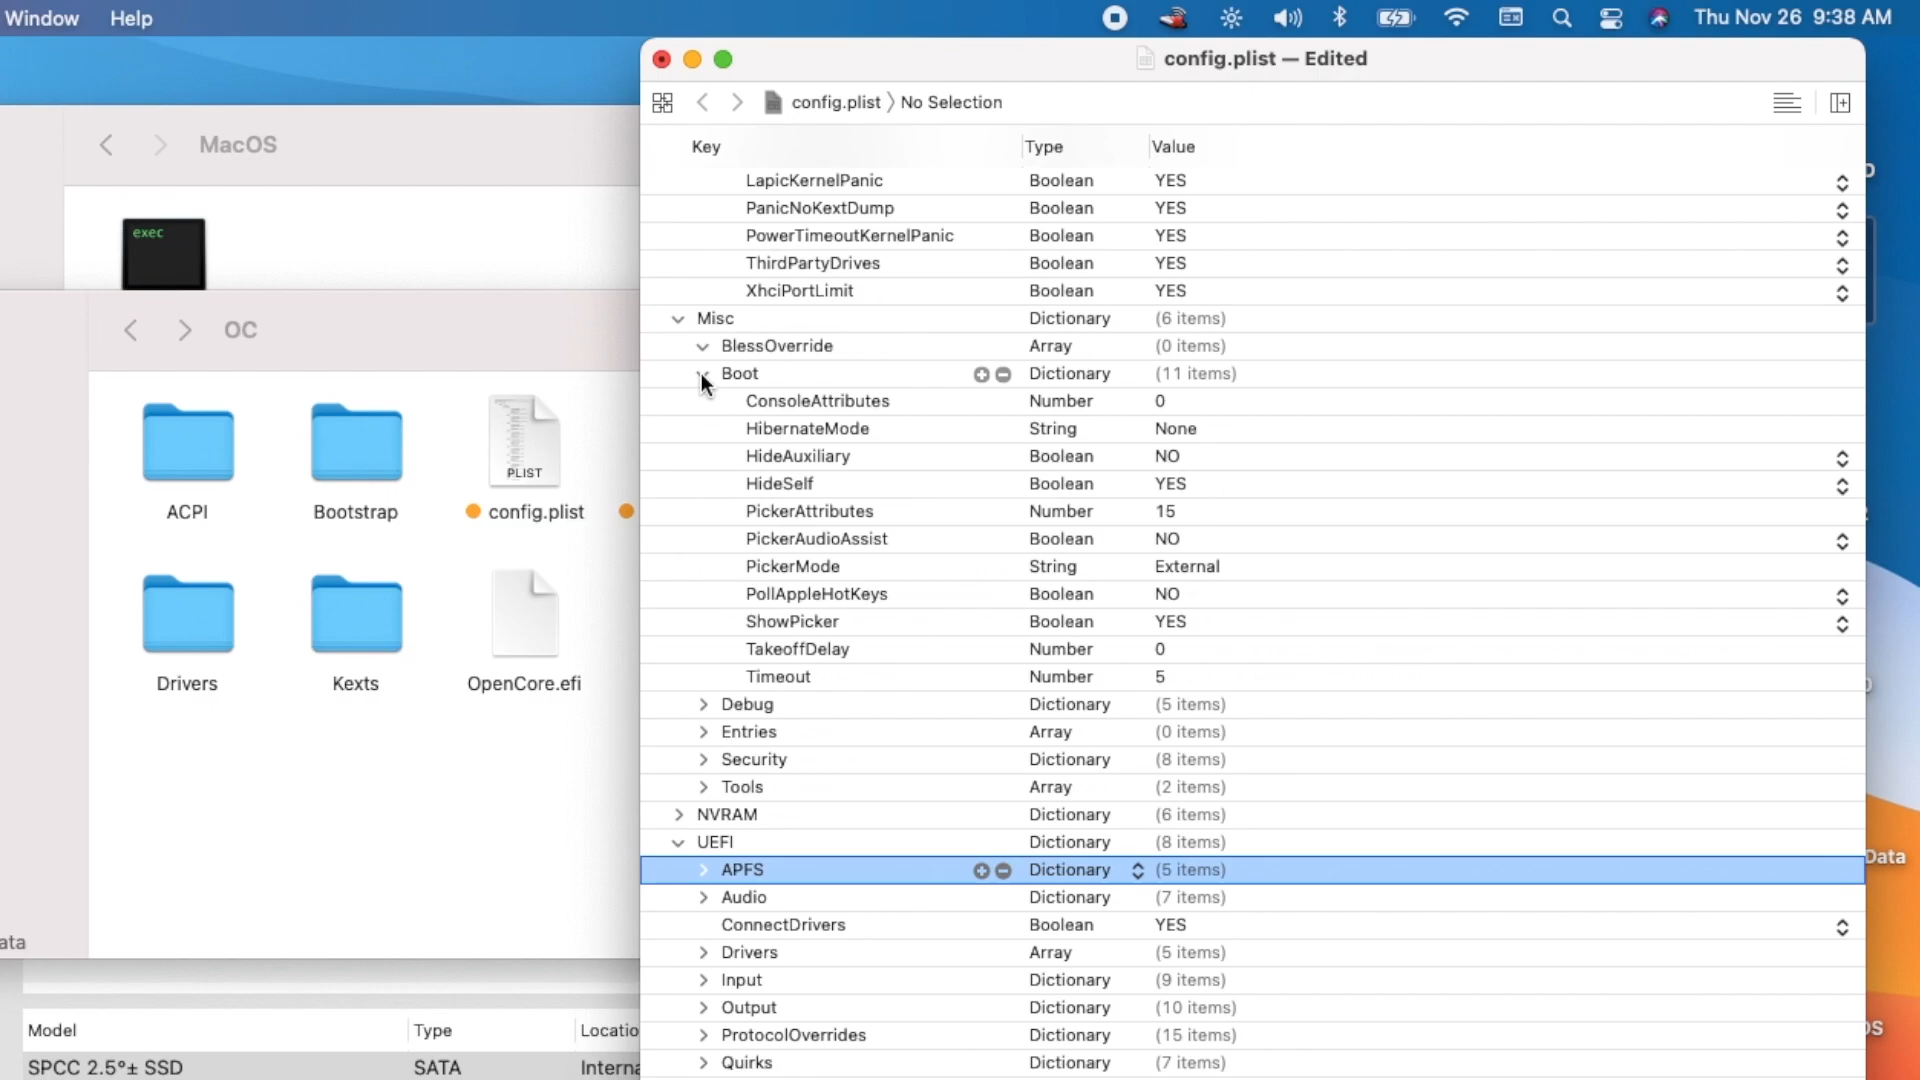 Window Help
Thu Nov 26 9:38 AM
MacOS
exec
OC
PLIST
ACPI
Bootstrap
config.plist
Drivers
Kexts
OpenCore.efi
ata
Model Type Locatio
SPCC 2.5°± SSD SATA Interna
config.plist — Edited
config.plist 〉 No Selection
Key Type Value
LapicKernelPanic Boolean YES
PanicNoKextDump Boolean YES
PowerTimeoutKernelPanic Boolean YES
ThirdPartyDrives Boolean YES
XhciPortLimit Boolean YES
Misc Dictionary (6 items)
BlessOverride Array (0 items)
Boot Dictionary (11 items)
ConsoleAttributes Number 0
HibernateMode String None
HideAuxiliary Boolean NO
HideSelf Boolean YES
PickerAttributes Number 15
PickerAudioAssist Boolean NO
PickerMode String External
PollAppleHotKeys Boolean NO
ShowPicker Boolean YES
TakeoffDelay Number 0
Timeout Number 5
Debug Dictionary (5 items)
Entries Array (0 items)
Security Dictionary (8 items)
Tools Array (2 items)
NVRAM Dictionary (6 items)
UEFI Dictionary (8 items)
APFS Dictionary (5 items)
Audio Dictionary (7 items)
ConnectDrivers Boolean YES
Drivers Array (5 items)
Input Dictionary (9 items)
Output Dictionary (10 items)
ProtocolOverrides Dictionary (15 items)
Quirks Dictionary (7 items)
Data